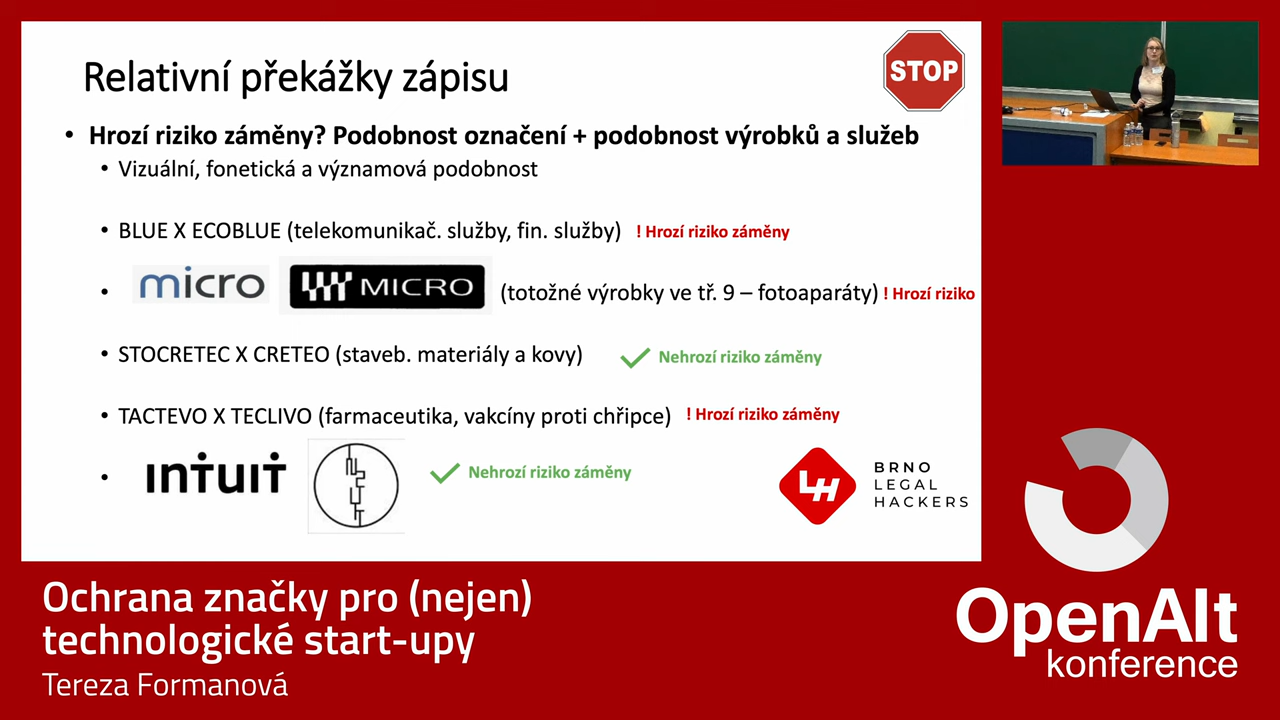 Relativní překážky zápisu
STOP
• Hrozí riziko záměny? Podobnost označení + podobnost výrobků a služeb
• Vizuální, fonetická a významová podobnost
• BLUE X ECOBLUE (telekomunikač. služby, fin. služby) ! Hrozí riziko záměny
• micro MICRO (totožné výrobky ve tř. 9 – fotoaparáty) ! Hrozí riziko
• STOCRETEC X CRETEO (staveb. materiály a kovy) Nehrozí riziko záměny
• TACTEVO X TECLIVO (farmaceutika, vakcíny proti chřipce) ! Hrozí riziko záměny
• ıntuit Nehrozí riziko záměny
LH
BRNO
LEGAL
HACKERS
Ochrana značky pro (nejen)
technologické start-upy
Tereza Formanová
OpenAlt
konference